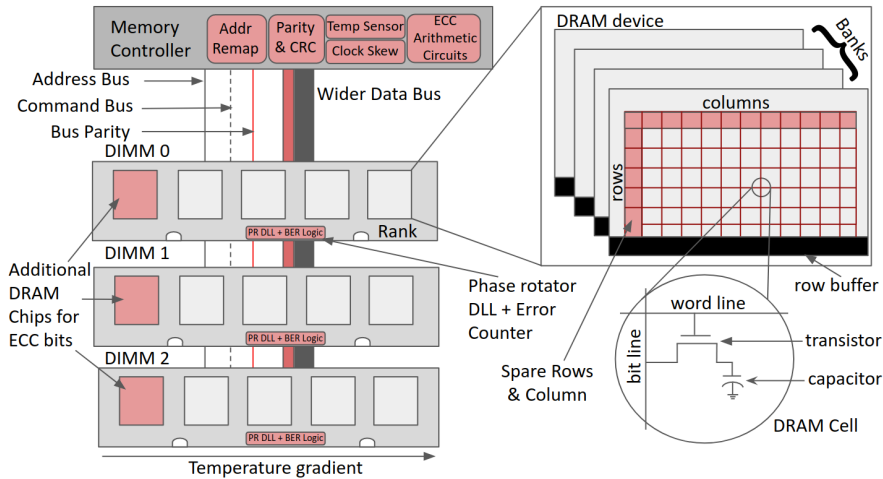 Memory
Controller
Addr
Remap
Parity
& CRC
Temp Sensor
Clock Skew
ECC
Arithmetic
Circuits
Address Bus
Command Bus
Bus Parity
Wider Data Bus
DIMM 0
Rank
PR DLL + BER Logic
DIMM 1
PR DLL + BER Logic
DIMM 2
PR DLL + BER Logic
Additional
DRAM
Chips for
ECC bits
Temperature gradient
Phase rotator
DLL + Error
Counter
DRAM device
Banks
columns
rows
row buffer
Spare Rows
& Column
word line
bit line
transistor
capacitor
DRAM Cell